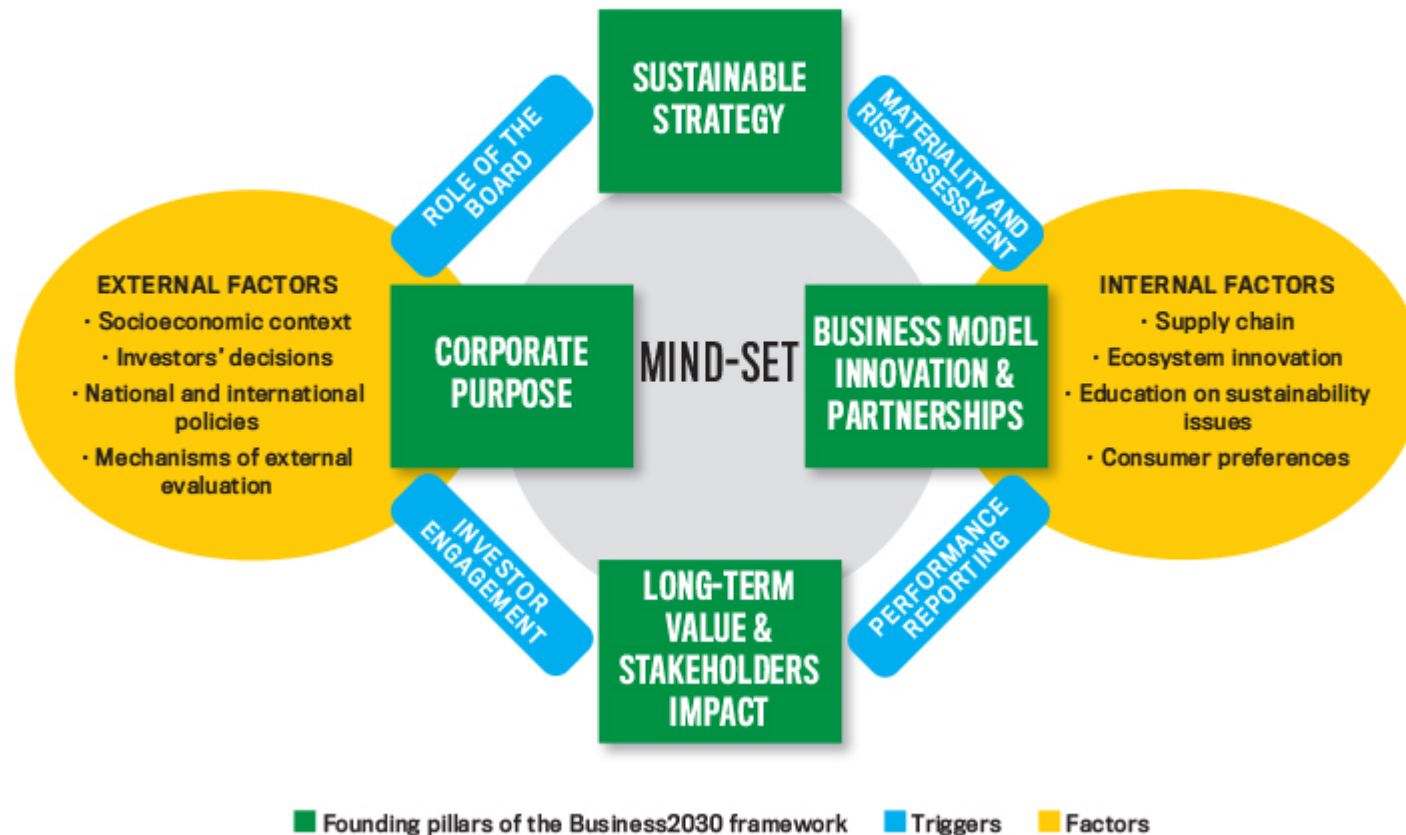 SUSTAINABLE
STRATEGY
ROLE OF THE
BOARD
MATERIALITY AND
RISK ASSESSMENT
EXTERNAL FACTORS
· Socioeconomic context
· Investors' decisions
· National and international
policies
· Mechanisms of external
evaluation
CORPORATE
PURPOSE
MIND-SET
BUSINESS MODEL
INNOVATION &
PARTNERSHIPS
INTERNAL FACTORS
· Supply chain
· Ecosystem innovation
· Education on sustainability
issues
· Consumer preferences
INVESTOR
ENGAGEMENT
LONG-TERM
VALUE &
STAKEHOLDERS
IMPACT
PERFORMANCE
REPORTING
Founding pillars of the Business2030 framework
Triggers
Factors